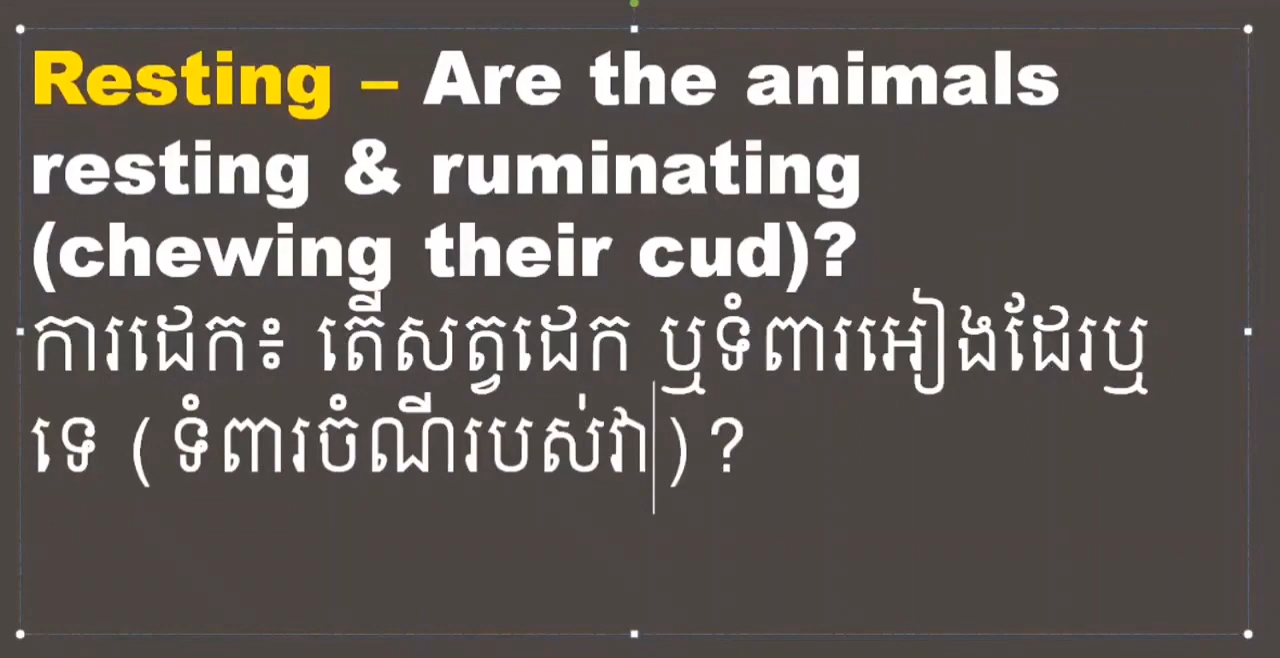 Resting – Are the animals
resting & ruminating
(chewing their cud)?
ការដេក៖ តើសត្វដេក ឬទំពារអៀងដែរឬ
ទេ (ទំពារចំណីរបស់វា)?